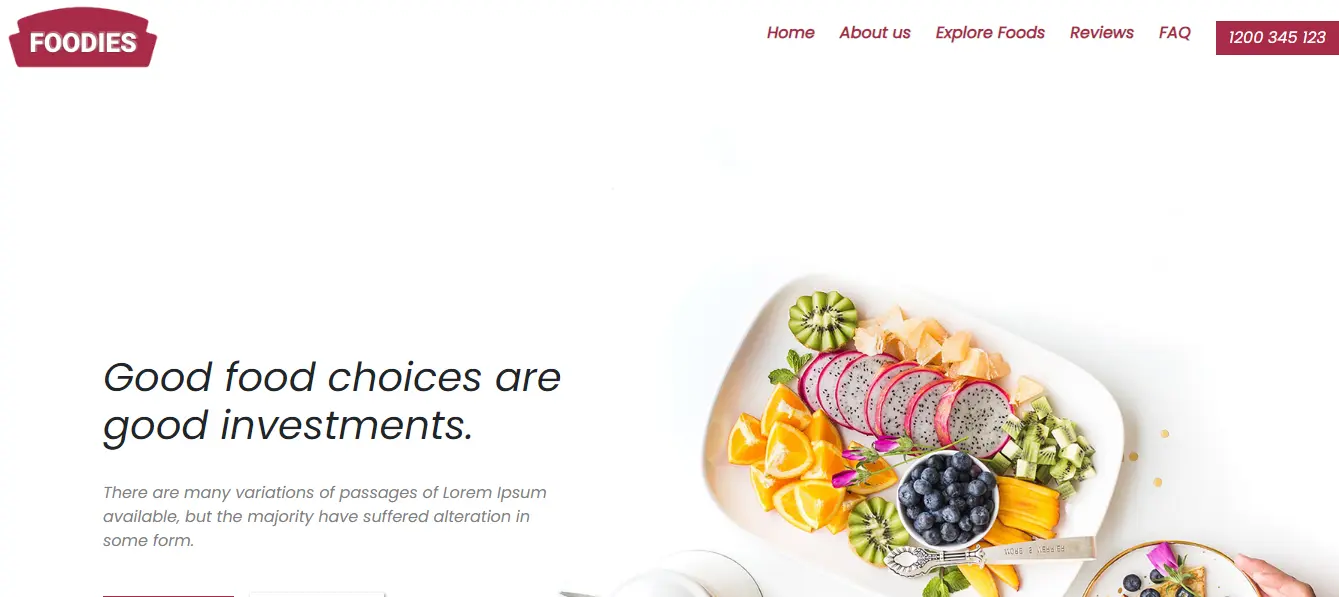 FOODIES
Home About us Explore Foods Reviews FAQ 1200 345 123
Good food choices are
good investments.
There are many variations of passages of Lorem Ipsum
available, but the majority have suffered alteration in
some form.